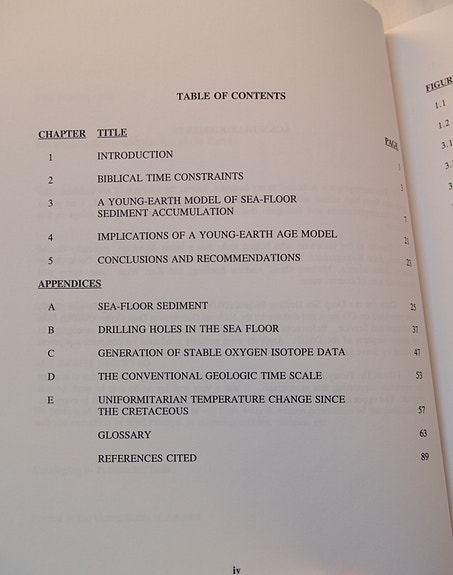 TABLE OF CONTENTS
CHAPTER TITLE PAGE
1 INTRODUCTION 1
2 BIBLICAL TIME CONSTRAINTS 3
3 A YOUNG-EARTH MODEL OF SEA-FLOOR
SEDIMENT ACCUMULATION 7
4 IMPLICATIONS OF A YOUNG-EARTH AGE MODEL 21
5 CONCLUSIONS AND RECOMMENDATIONS 23
APPENDICES
A SEA-FLOOR SEDIMENT 25
B DRILLING HOLES IN THE SEA FLOOR 37
C GENERATION OF STABLE OXYGEN ISOTOPE DATA 47
D THE CONVENTIONAL GEOLOGIC TIME SCALE 53
E UNIFORMITARIAN TEMPERATURE CHANGE SINCE
THE CRETACEOUS 57
GLOSSARY 63
REFERENCES CITED 89
iv
FIGUR
1.1
1.2
3.1